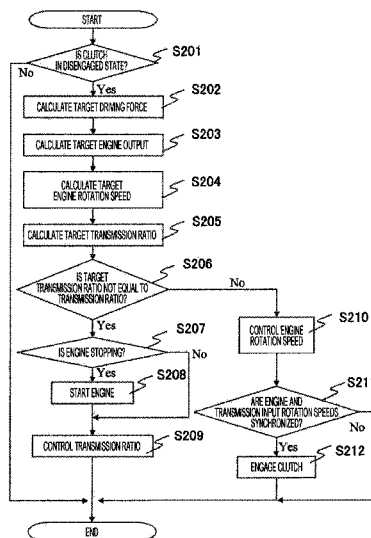 START
IS CLUTCH
IN DISENGAGED STATE?
S201
No
Yes
CALCULATE TARGET DRIVING FORCE
S202
CALCULATE TARGET ENGINE OUTPUT
S203
CALCULATE TARGET
ENGINE ROTATION SPEED
S204
CALCULATE TARGET TRANSMISSION RATIO
S205
IS TARGET
TRANSMISSION RATIO NOT EQUAL TO
TRANSMISSION RATIO?
S206
No
Yes
IS ENGINE STOPPING?
S207
No
Yes
START ENGINE
S208
CONTROL TRANSMISSION RATIO
S209
CONTROL ENGINE
ROTATION SPEED
S210
ARE ENGINE AND
TRANSMISSION INPUT ROTATION SPEEDS
SYNCHRONIZED?
S21
No
Yes
ENGAGE CLUTCH
S212
END